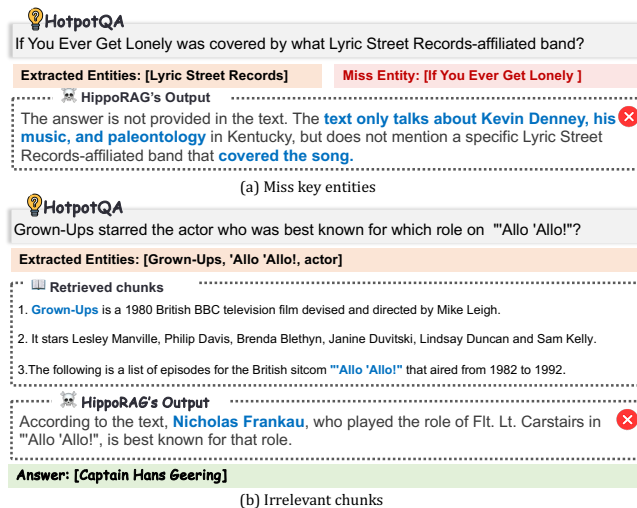 HotpotQA
If You Ever Get Lonely was covered by what Lyric Street Records-affiliated band?
Extracted Entities: [Lyric Street Records]
Miss Entity: [If You Ever Get Lonely ]
HippoRAG's Output
The answer is not provided in the text. The text only talks about Kevin Denney, his
music, and paleontology in Kentucky, but does not mention a specific Lyric Street
Records-affiliated band that covered the song.
(a) Miss key entities
HotpotQA
Grown-Ups starred the actor who was best known for which role on "'Allo 'Allo!"?
Extracted Entities: [Grown-Ups, 'Allo 'Allo!, actor]
Retrieved chunks
1. Grown-Ups is a 1980 British BBC television film devised and directed by Mike Leigh.
2. It stars Lesley Manville, Philip Davis, Brenda Blethyn, Janine Duvitski, Lindsay Duncan and Sam Kelly.
3.The following is a list of episodes for the British sitcom "'Allo 'Allo!" that aired from 1982 to 1992.
HippoRAG's Output
According to the text, Nicholas Frankau, who played the role of Flt. Lt. Carstairs in
"'Allo 'Allo!", is best known for that role.
Answer: [Captain Hans Geering]
(b) Irrelevant chunks